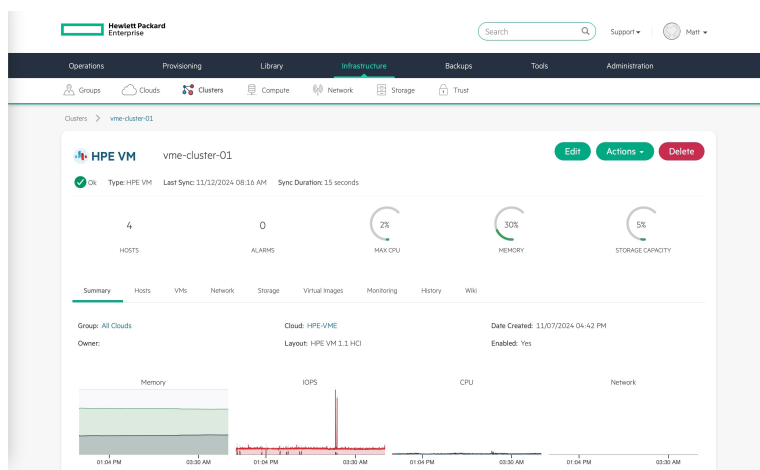 Hewlett Packard
Enterprise
Search
Support
Matt
Operations Provisioning Library Infrastructure Backups Tools Administration
Groups Clouds Clusters Compute Network Storage Trust
Clusters > vme-cluster-01
HPE VM vme-cluster-01 Edit Actions Delete
Ok Type: HPE VM Last Sync: 11/12/2024 08:16 AM Sync Duration: 15 seconds
4 0 2% 30% 5%
HOSTS ALARMS MAX CPU MEMORY STORAGE CAPACITY
Summary Hosts VMs Network Storage Virtual Images Monitoring History Wiki
Group: All Clouds Cloud: HPE-VME Date Created: 11/07/2024 04:42 PM
Owner: Layout: HPE VM 1.1 HCI Enabled: Yes
Memory IOPS CPU Network
01:04 PM 03:30 AM 01:04 PM 03:30 AM 01:04 PM 03:30 AM 01:04 PM 03:30 AM